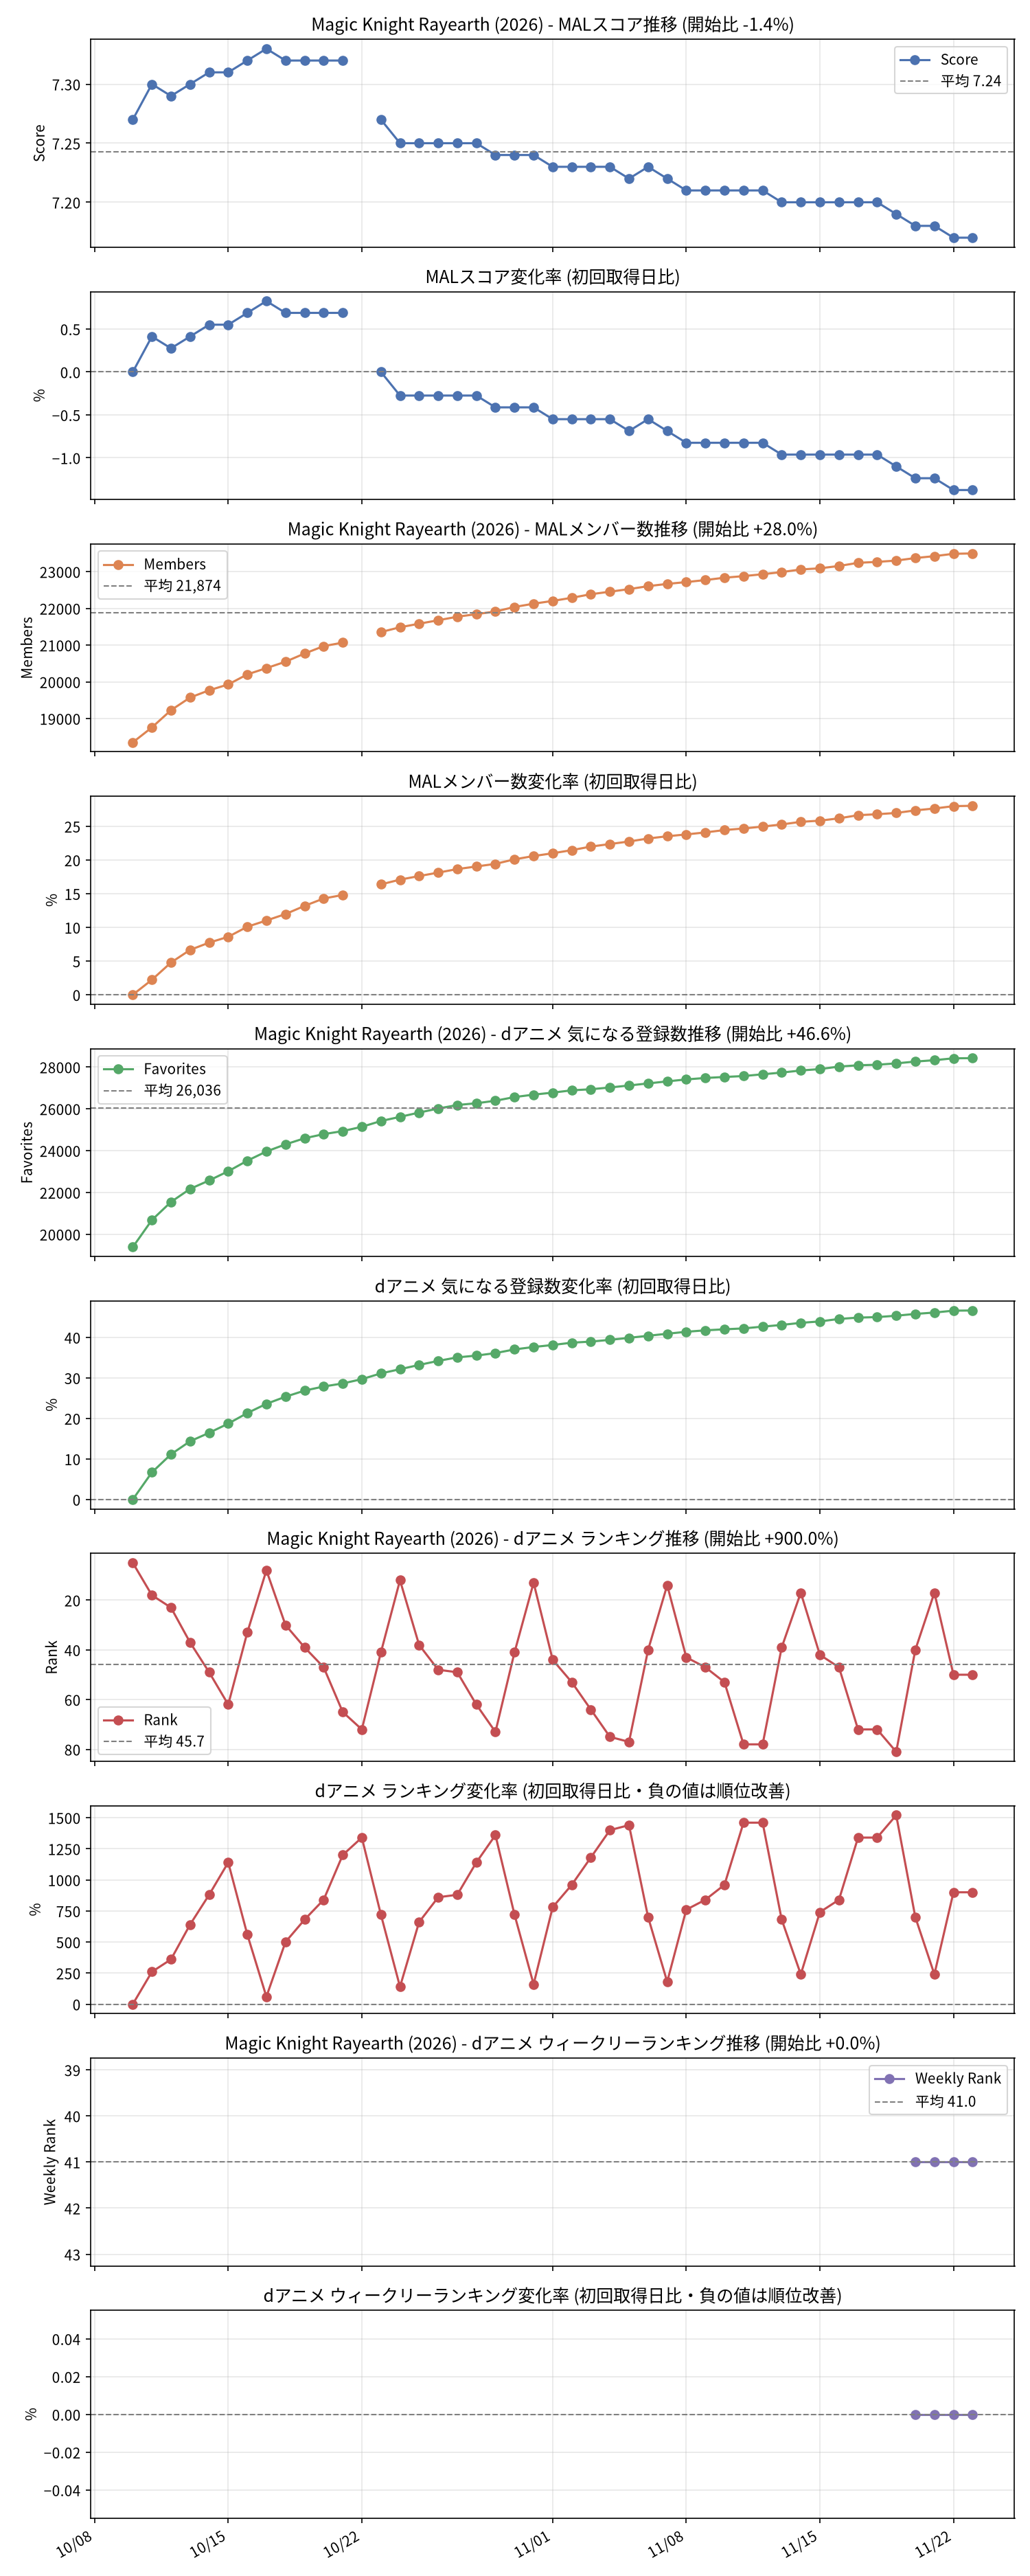 Magic Knight Rayearth (2026) - MALスコア推移 (開始比 -1.4%)
Score
平均 7.24
7.30
7.25
7.20
Score
MALスコア変化率 (初回取得日比)
0.5
0.0
−0.5
−1.0
%
Magic Knight Rayearth (2026) - MALメンバー数推移 (開始比 +28.0%)
Members
平均 21,874
23000
22000
21000
20000
19000
Members
MALメンバー数変化率 (初回取得日比)
25
20
15
10
5
0
%
Magic Knight Rayearth (2026) - dアニメ 気になる登録数推移 (開始比 +46.6%)
Favorites
平均 26,036
28000
26000
24000
22000
20000
Favorites
dアニメ 気になる登録数変化率 (初回取得日比)
40
30
20
10
0
%
Magic Knight Rayearth (2026) - dアニメ ランキング推移 (開始比 +900.0%)
20
40
60
80
Rank
Rank
平均 45.7
dアニメ ランキング変化率 (初回取得日比・負の値は順位改善)
1500
1250
1000
750
500
250
0
%
Magic Knight Rayearth (2026) - dアニメ ウィークリーランキング推移 (開始比 +0.0%)
Weekly Rank
平均 41.0
39
40
41
42
43
Weekly Rank
dアニメ ウィークリーランキング変化率 (初回取得日比・負の値は順位改善)
0.04
0.02
0.00
−0.02
−0.04
%
10/08
10/15
10/22
11/01
11/08
11/15
11/22